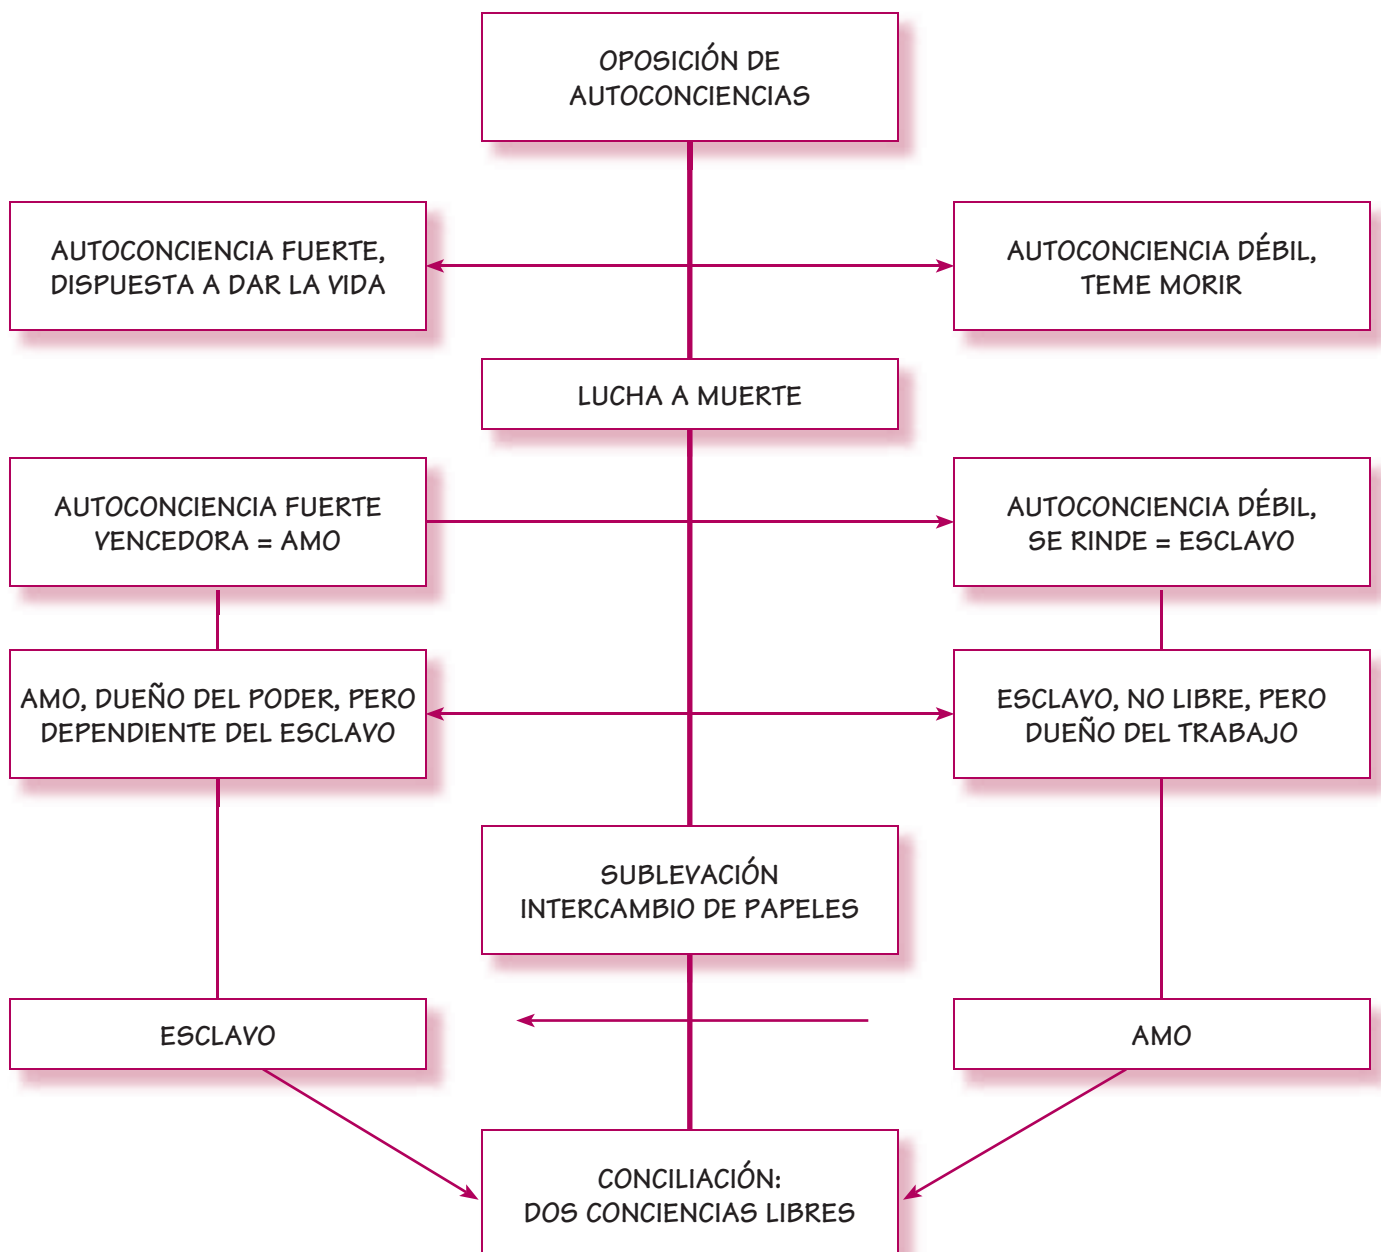 OPOSICIÓN DE
AUTOCONCIENCIAS
AUTOCONCIENCIA FUERTE,
DISPUESTA A DAR LA VIDA
AUTOCONCIENCIA DÉBIL,
TEME MORIR
LUCHA A MUERTE
AUTOCONCIENCIA FUERTE
VENCEDORA = AMO
AUTOCONCIENCIA DÉBIL,
SE RINDE = ESCLAVO
AMO, DUEÑO DEL PODER, PERO
DEPENDIENTE DEL ESCLAVO
ESCLAVO, NO LIBRE, PERO
DUEÑO DEL TRABAJO
SUBLEVACIÓN
INTERCAMBIO DE PAPELES
ESCLAVO
AMO
CONCILIACIÓN:
DOS CONCIENCIAS LIBRES